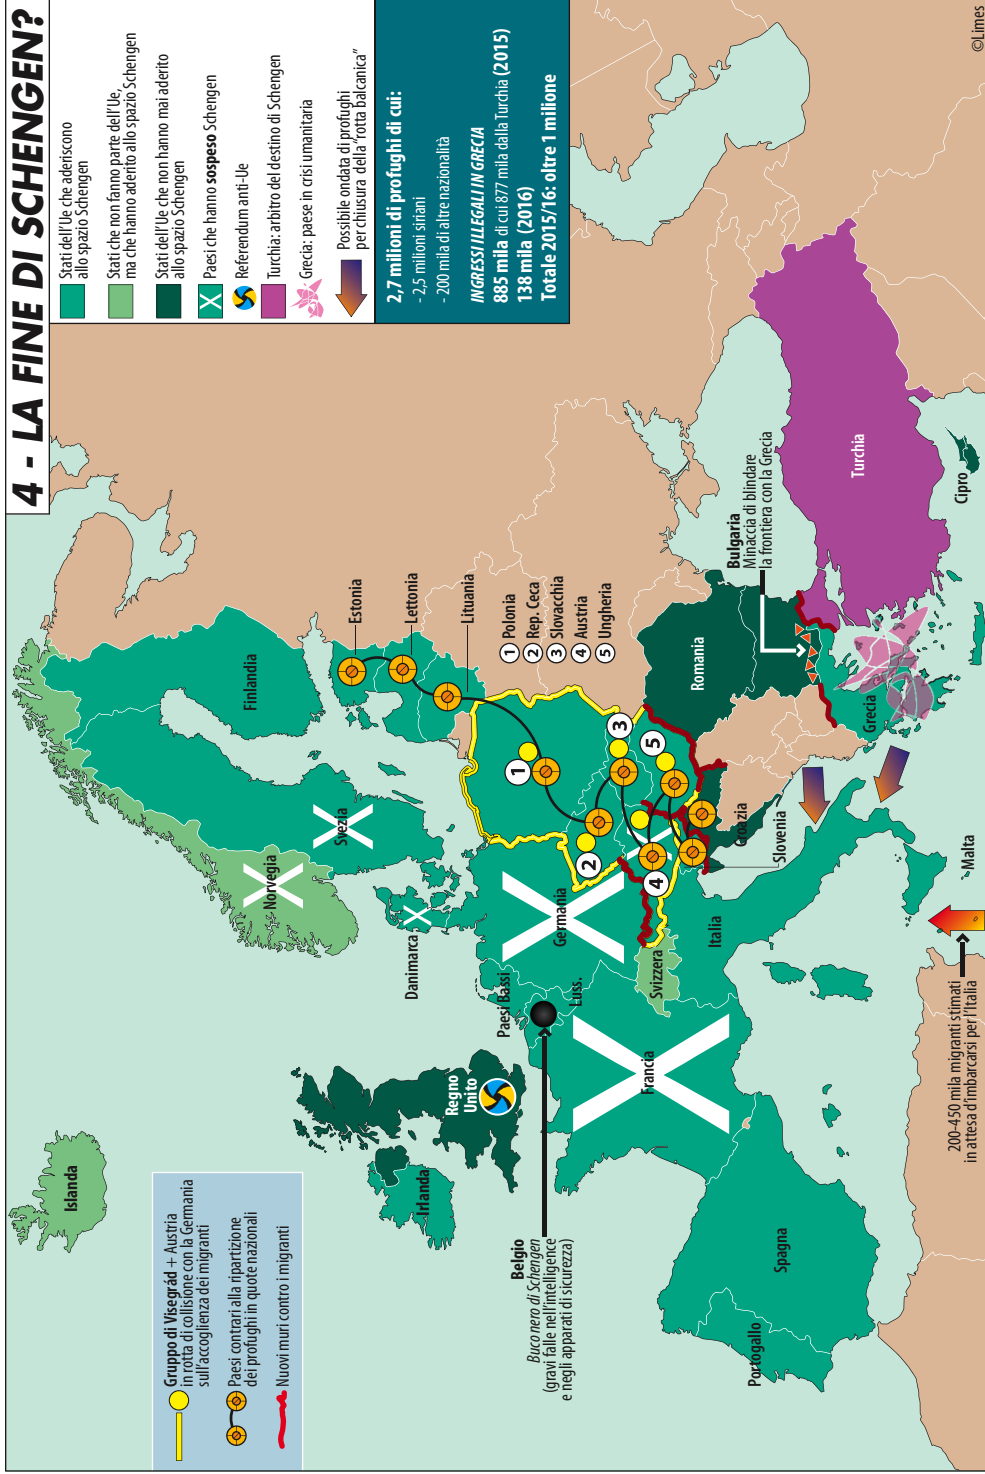 4 - LA FINE DI SCHENGEN?
Stati dell'Ue che aderiscono
allo spazio Schengen
Stati che non fanno parte dell'Ue,
ma che hanno aderito allo spazio Schengen
Stati dell'Ue che non hanno mai aderito
allo spazio Schengen
Paesi che hanno sospeso Schengen
Referendum anti-Ue
Turchia: arbitro del destino di Schengen
Grecia: paese in crisi umanitaria
Possibile ondata di profughi
per chiusura della "rotta balcanica"
2,7 milioni di profughi di cui:
- 2,5 milioni siriani
- 200 mila di altre nazionalità
INGRESSI ILLEGALI IN GRECIA
885 mila di cui 877 mila dalla Turchia (2015)
138 mila (2016)
Totale 2015/16: oltre 1 milione
©Limes
Gruppo di Visegrád + Austria
in rotta di collisione con la Germania
sull'accoglienza dei migranti
Paesi contrari alla ripartizione
dei profughi in quote nazionali
Nuovi muri contro i migranti
Islanda
Norvegia
Svezia
Finlandia
Estonia
Lettonia
Lituania
Danimarca
1 Polonia
2 Rep. Ceca
3 Slovacchia
4 Austria
5 Ungheria
1
2
3
4
5
Regno
Unito
Irlanda
Paesi Bassi
Luss.
Germania
Belgio
Buco nero di Schengen
(gravi falle nell'intelligence
e negli apparati di sicurezza)
Francia
Svizzera
Italia
Slovenia
Croazia
Romania
Bulgaria
Minaccia di blindare
la frontiera con la Grecia
Grecia
Turchia
Cipro
Malta
Spagna
Portogallo
200-450 mila migranti stimati
in attesa d'imbarcarsi per l'Italia